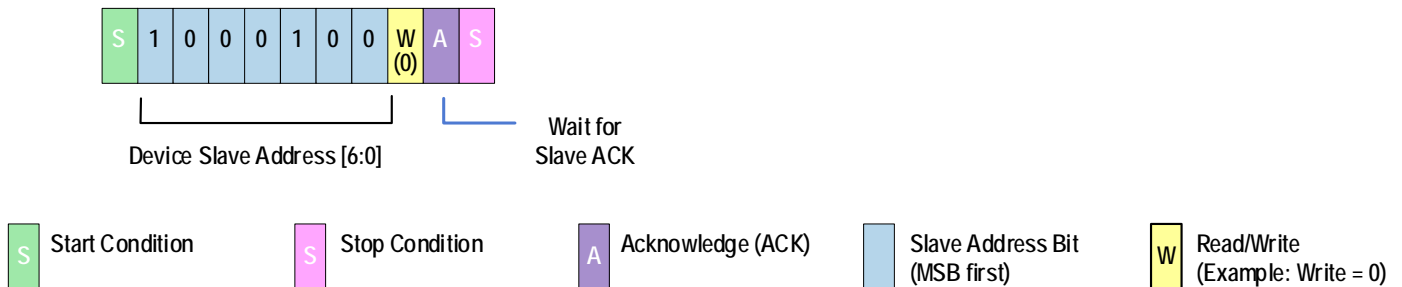 S 1 0 0 0 1 0 0 W A S
(0)
Device Slave Address [6:0]
Wait for
Slave ACK
S Start Condition
S Stop Condition
A Acknowledge (ACK)
Slave Address Bit
(MSB first)
W Read/Write
(Example: Write = 0)